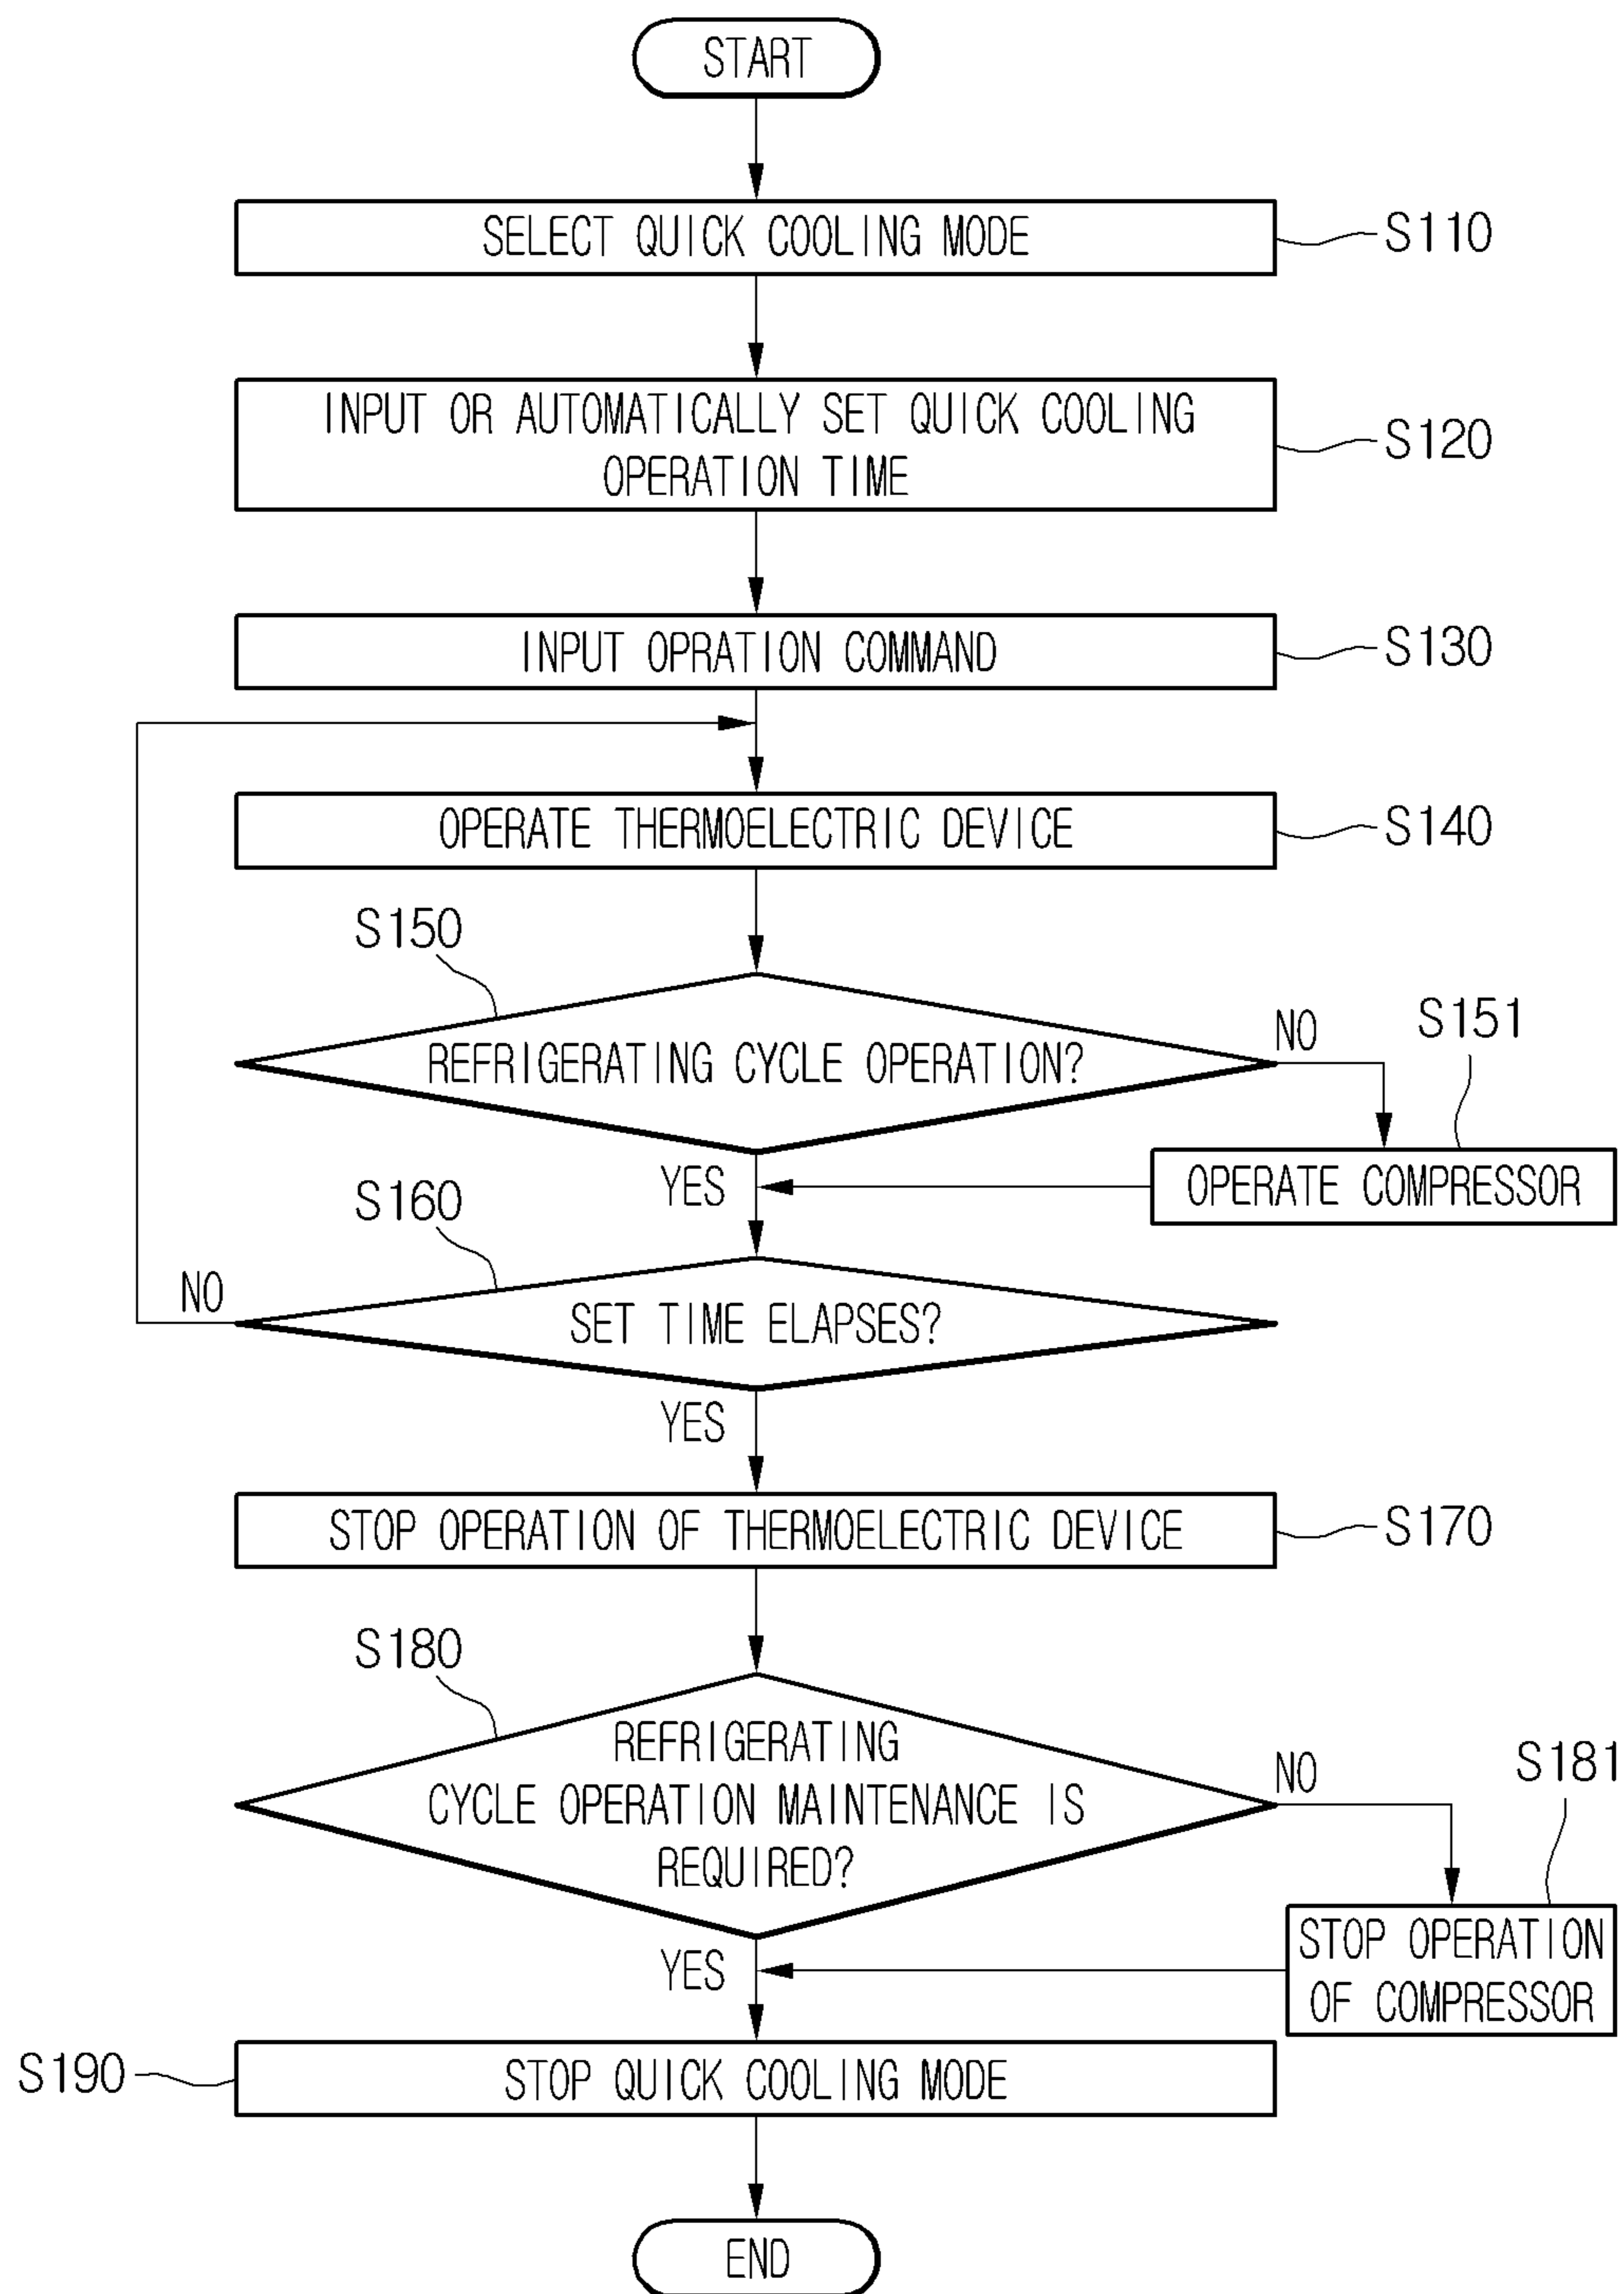 START
SELECT QUICK COOLING MODE
S110
INPUT OR AUTOMATICALLY SET QUICK COOLING
OPERATION TIME
S120
INPUT OPRATION COMMAND
S130
OPERATE THERMOELECTRIC DEVICE
S140
S150
REFRIGERATING CYCLE OPERATION?
NO
S151
OPERATE COMPRESSOR
YES
S160
NO
SET TIME ELAPSES?
YES
STOP OPERATION OF THERMOELECTRIC DEVICE
S170
S180
REFRIGERATING
CYCLE OPERATION MAINTENANCE IS
REQUIRED?
NO
S181
STOP OPERATION
OF COMPRESSOR
YES
S190
STOP QUICK COOLING MODE
END